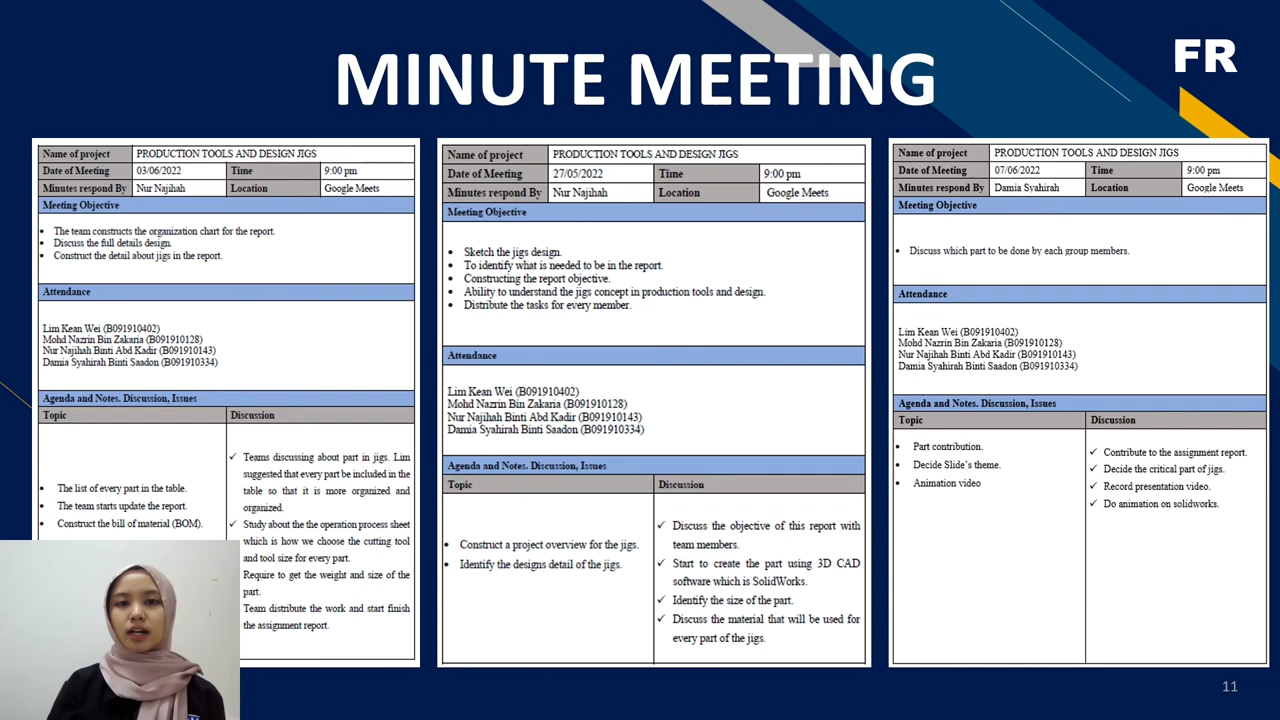 MINUTE MEETING
FR
Name of project PRODUCTION TOOLS AND DESIGN JIGS
Date of Meeting 03/06/2022 Time 9:00 pm
Minutes respond By Nur Najihah Location Google Meets
Meeting Objective
• The team constructs the organization chart for the report.
• Discuss the full details design.
• Construct the detail about jigs in the report.
Attendance
Lim Kean Wei (B091910402)
Mohd Nazrin Bin Zakaria (B091910128)
Nur Najihah Binti Abd Kadir (B091910143)
Damia Syahirah Binti Saadon (B091910334)
Agenda and Notes. Discussion, Issues
Topic Discussion
• The list of every part in the table.
• The team starts update the report.
• Construct the bill of material (BOM).
✓ Teams discussing about part in jigs. Lim
suggested that every part be included in the
table so that it is more organized and
organized.
✓ Study about the the operation process sheet
which is how we choose the cutting tool
and tool size for every part.
Require to get the weight and size of the
part.
Team distribute the work and start finish
the assignment report.
Name of project PRODUCTION TOOLS AND DESIGN JIGS
Date of Meeting 27/05/2022 Time 9:00 pm
Minutes respond By Nur Najihah Location Google Meets
Meeting Objective
• Sketch the jigs design.
• To identify what is needed to be in the report.
• Constructing the report objective.
• Ability to understand the jigs concept in production tools and design.
• Distribute the tasks for every member.
Attendance
Lim Kean Wei (B091910402)
Mohd Nazrin Bin Zakaria (B091910128)
Nur Najihah Binti Abd Kadir (B091910143)
Damia Syahirah Binti Saadon (B091910334)
Agenda and Notes. Discussion, Issues
Topic Discussion
• Construct a project overview for the jigs.
• Identify the designs detail of the jigs.
✓ Discuss the objective of this report with
team members.
✓ Start to create the part using 3D CAD
software which is SolidWorks.
✓ Identify the size of the part.
✓ Discuss the material that will be used for
every part of the jigs.
Name of project PRODUCTION TOOLS AND DESIGN JIGS
Date of Meeting 07/06/2022 Time 9:00 pm
Minutes respond By Damia Syahirah Location Google Meets
Meeting Objective
• Discuss which part to be done by each group members.
Attendance
Lim Kean Wei (B091910402)
Mohd Nazrin Bin Zakaria (B091910128)
Nur Najihah Binti Abd Kadir (B091910143)
Damia Syahirah Binti Saadon (B091910334)
Agenda and Notes. Discussion, Issues
Topic Discussion
• Part contribution.
• Decide Slide's theme.
• Animation video
✓ Contribute to the assignment report.
✓ Decide the critical part of jigs.
✓ Record presentation video.
✓ Do animation on solidworks.
11